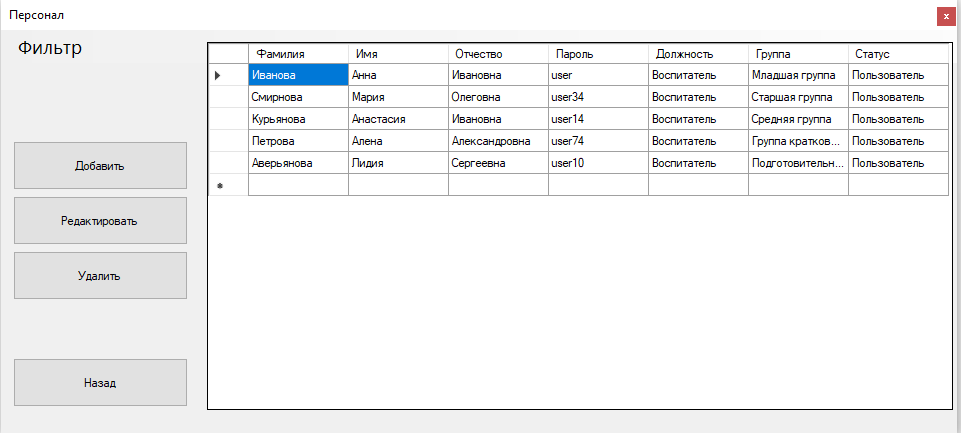 Персонал
Фильтр
Фамилия Имя Отчество Пароль Должность Группа Статус
Иванова Анна Ивановна user Воспитатель Младшая группа Пользователь
Смирнова Мария Олеговна user34 Воспитатель Старшая группа Пользователь
Курьянова Анастасия Ивановна user14 Воспитатель Средняя группа Пользователь
Петрова Алена Александровна user74 Воспитатель Группа кратков... Пользователь
Аверьянова Лидия Сергеевна user10 Воспитатель Подготовительн... Пользователь
Добавить
Редактировать
Удалить
Назад